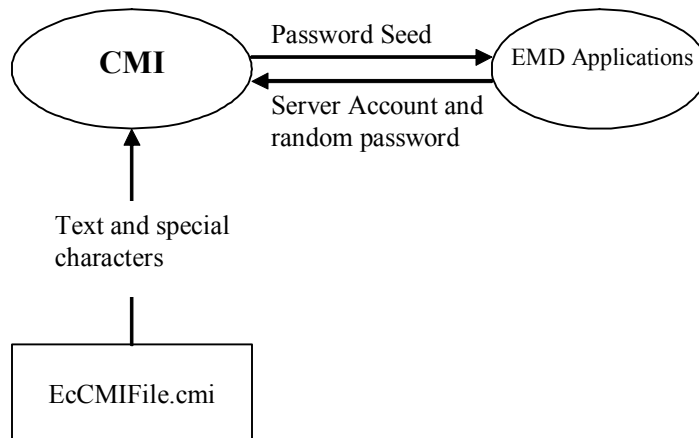 Password Seed
CMI
EMD Applications
Server Account and
random password
Text and special
characters
EcCMIFile.cmi